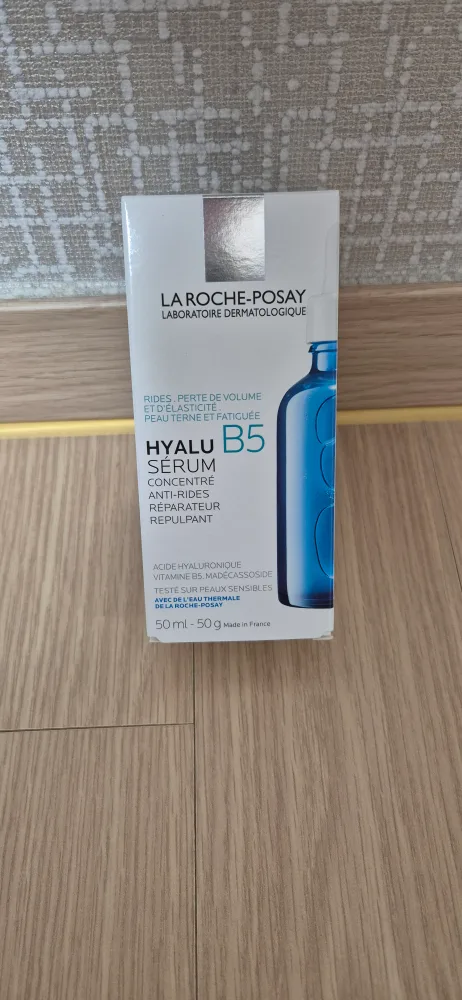 LA ROCHE-POSAY
LABORATOIRE DERMATOLOGIQUE
RIDES . PERTE DE VOLUME
ET D'ÉLASTICITÉ .
PEAU TERNE ET FATIGUÉE
HYALU B5
SÉRUM
CONCENTRÉ
ANTI-RIDES
RÉPARATEUR
REPULPANT
ACIDE HYALURONIQUE
VITAMINE B5. MADÉCASSOSIDE
TESTÉ SUR PEAUX SENSIBLES
AVEC DE L'EAU THERMALE
DE LA ROCHE-POSAY
50 ml - 50 g Made in France